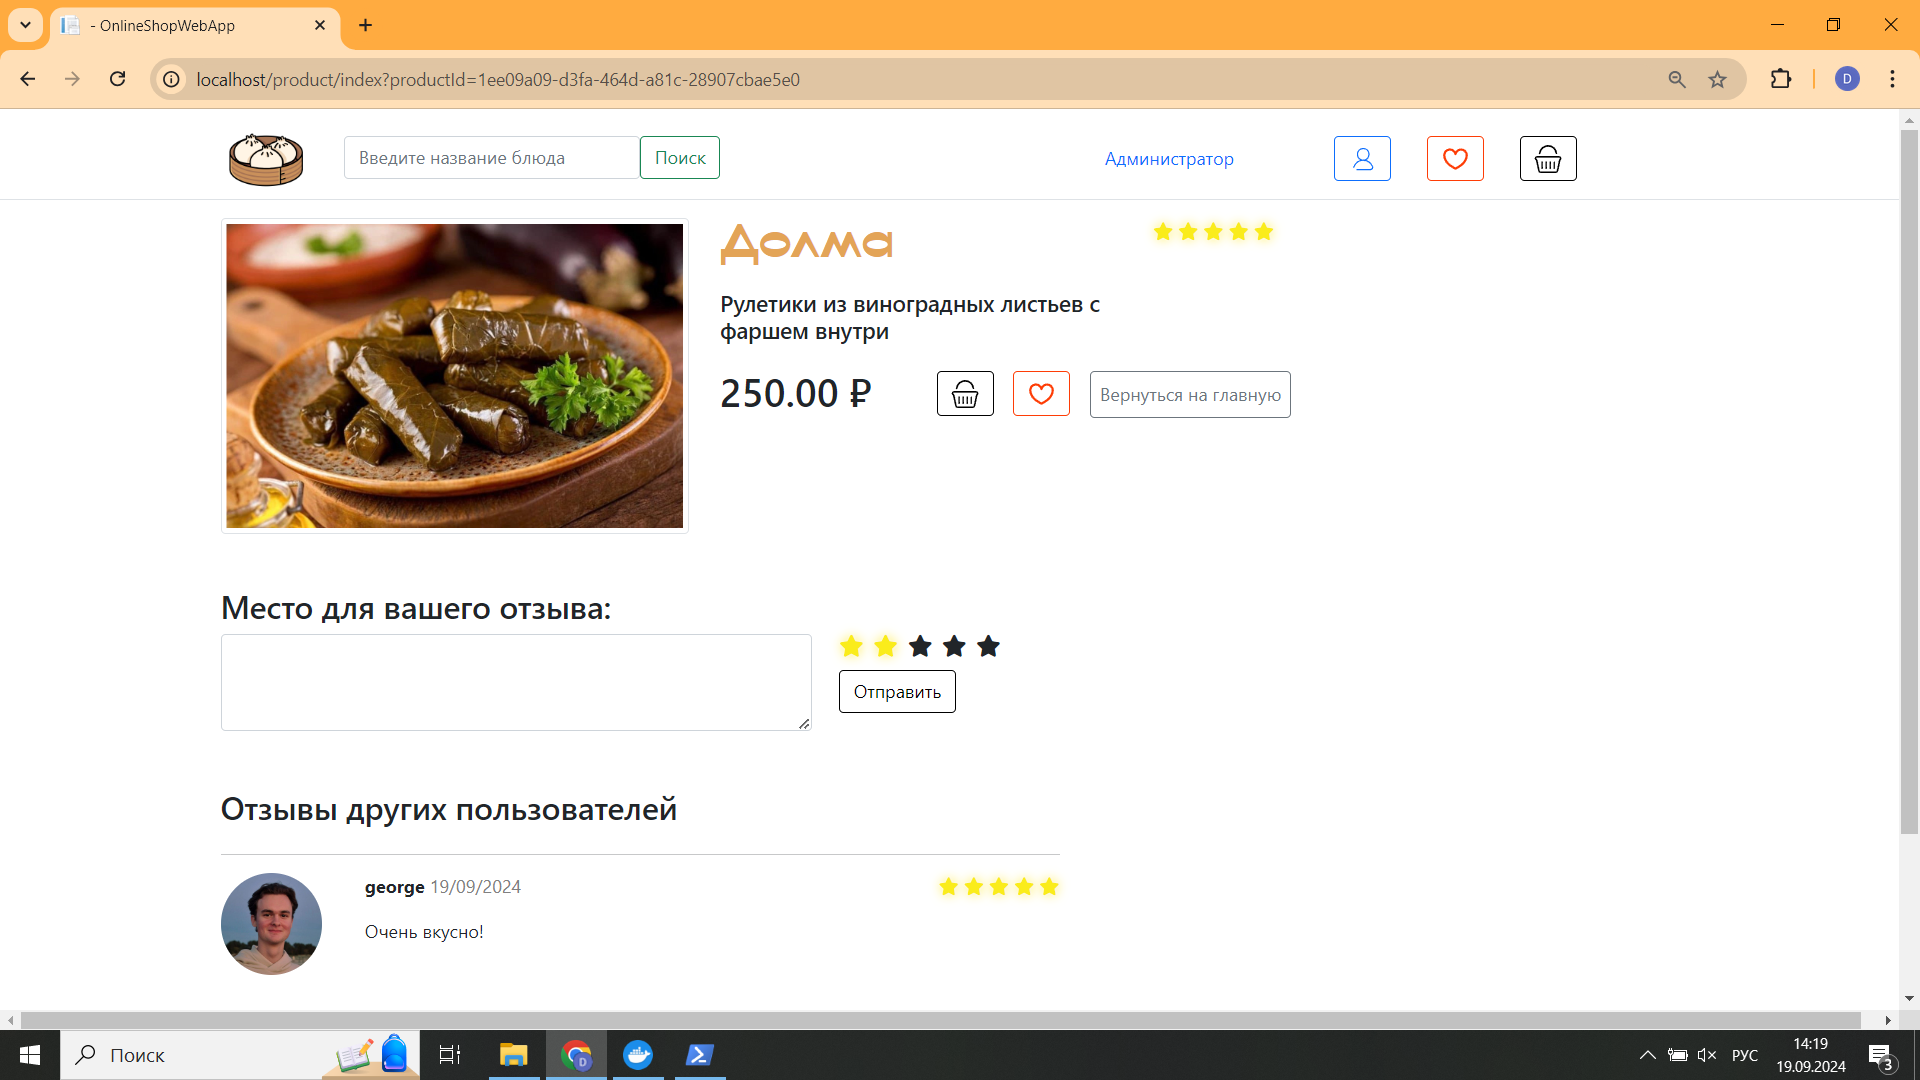 - OnlineShopWebApp
localhost/product/index?productId=1ee09a09-d3fa-464d-a81c-28907cbae5e0
D
Введите название блюда
Поиск
Администратор
Долма
Рулетики из виноградных листьев с
фаршем внутри
250.00 ₽
Вернуться на главную
Место для вашего отзыва:
Отправить
Отзывы других пользователей
george 19/09/2024
Очень вкусно!
Поиск
D
РУС
14:19
19.09.2024
3